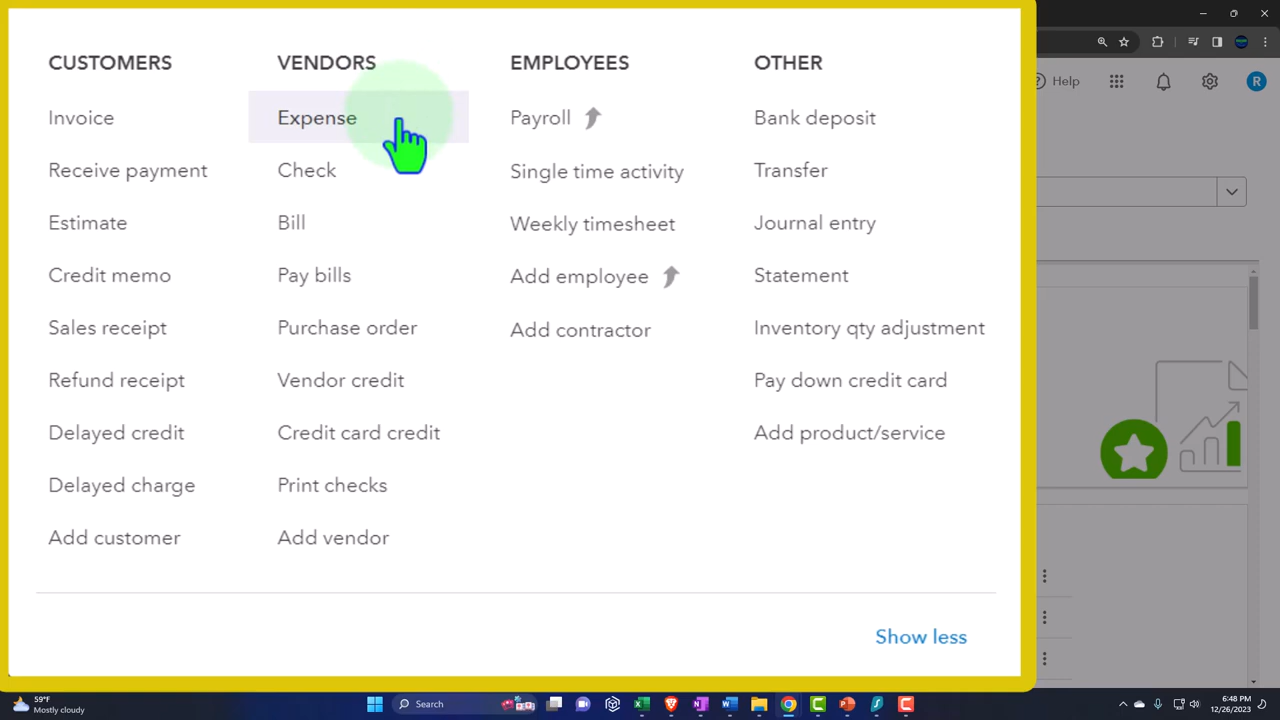 CUSTOMERS
Invoice
Receive payment
Estimate
Credit memo
Sales receipt
Refund receipt
Delayed credit
Delayed charge
Add customer
VENDORS
Expense
Check
Bill
Pay bills
Purchase order
Vendor credit
Credit card credit
Print checks
Add vendor
EMPLOYEES
Payroll
Single time activity
Weekly timesheet
Add employee
Add contractor
OTHER
Bank deposit
Transfer
Journal entry
Statement
Inventory qty adjustment
Pay down credit card
Add product/service
Show less
Help
R
59°F
Mostly cloudy
Search
6:48 PM
12/26/2023